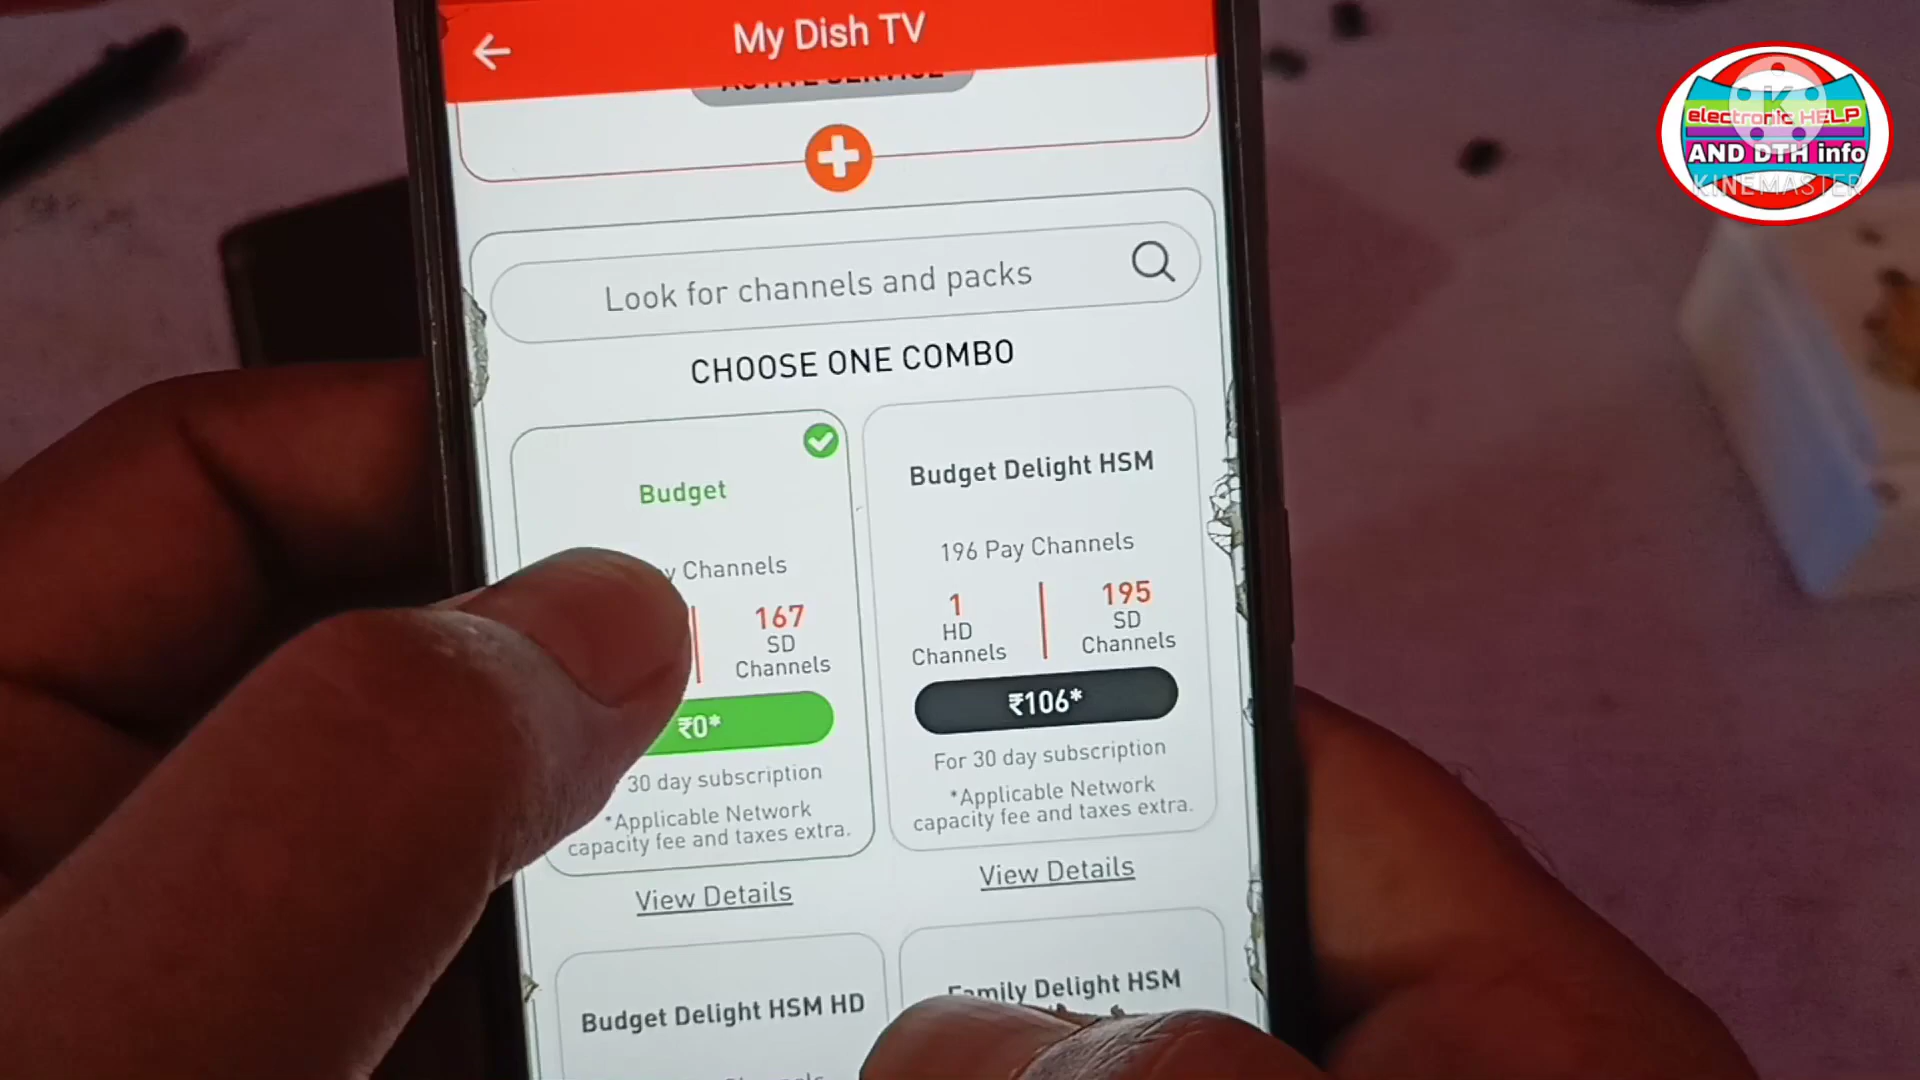 My Dish TV
ACTIVE SERVICE
Look for channels and packs
CHOOSE ONE COMBO
Budget
Channels
167
SD
Channels
₹0*
30 day subscription
*Applicable Network
capacity fee and taxes extra.
View Details
Budget Delight HSM
196 Pay Channels
1
HD
Channels
195
SD
Channels
₹106*
For 30 day subscription
*Applicable Network
capacity fee and taxes extra.
View Details
Budget Delight HSM HD
Family Delight HSM
electronic HELP
AND DTH info
KINEMASTER